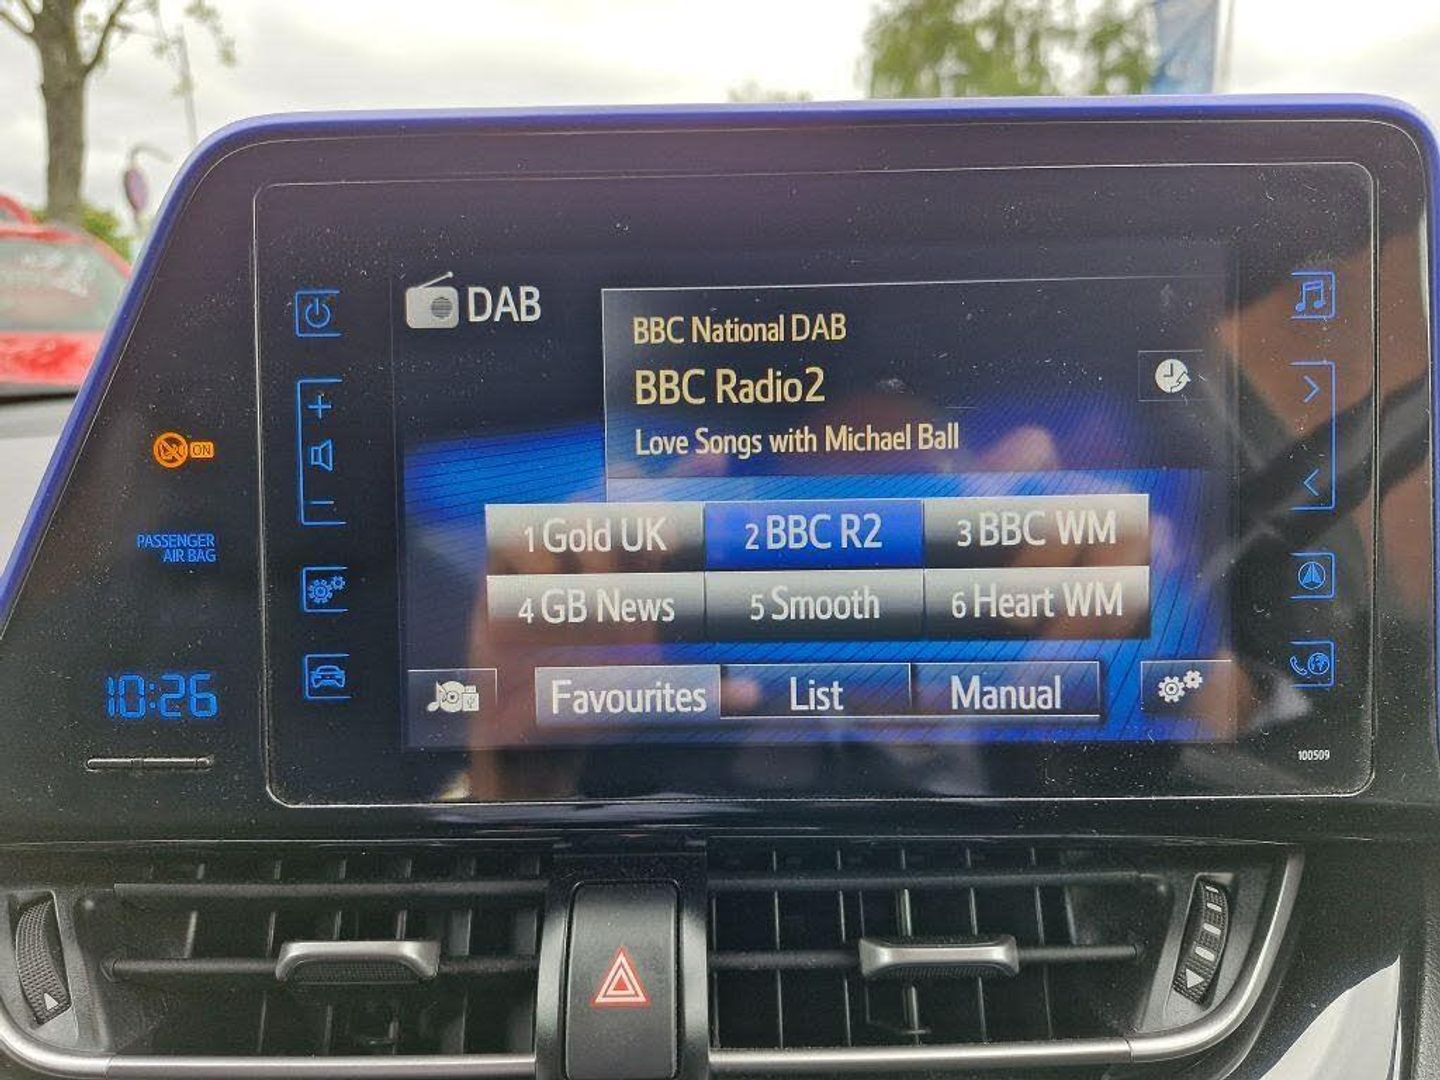 DAB
BBC National DAB
BBC Radio2
Love Songs with Michael Ball
ON
PASSENGER
AIR BAG
1 Gold UK
2 BBC R2
3 BBC WM
4 GB News
5 Smooth
6 Heart WM
10:26
Favourites
List
Manual
100509